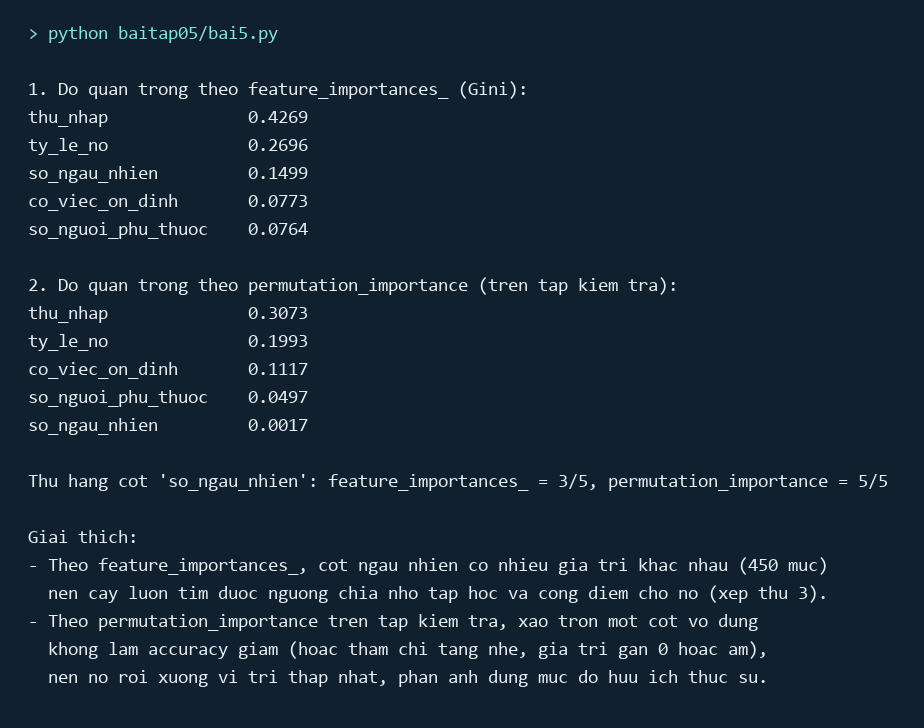 > python baitap05/bai5.py
1. Do quan trong theo feature_importances_ (Gini):
thu_nhap 0.4269
ty_le_no 0.2696
so_ngau_nhien 0.1499
co_viec_on_dinh 0.0773
so_nguoi_phu_thuoc 0.0764
2. Do quan trong theo permutation_importance (tren tap kiem tra):
thu_nhap 0.3073
ty_le_no 0.1993
co_viec_on_dinh 0.1117
so_nguoi_phu_thuoc 0.0497
so_ngau_nhien 0.0017
Thu hang cot 'so_ngau_nhien': feature_importances_ = 3/5, permutation_importance = 5/5
Giai thich:
- Theo feature_importances_, cot ngau nhien co nhieu gia tri khac nhau (450 muc)
nen cay luon tim duoc nguong chia nho tap hoc va cong diem cho no (xep thu 3).
- Theo permutation_importance tren tap kiem tra, xao tron mot cot vo dung
khong lam accuracy giam (hoac tham chi tang nhe, gia tri gan 0 hoac am),
nen no roi xuong vi tri thap nhat, phan anh dung muc do huu ich thuc su.